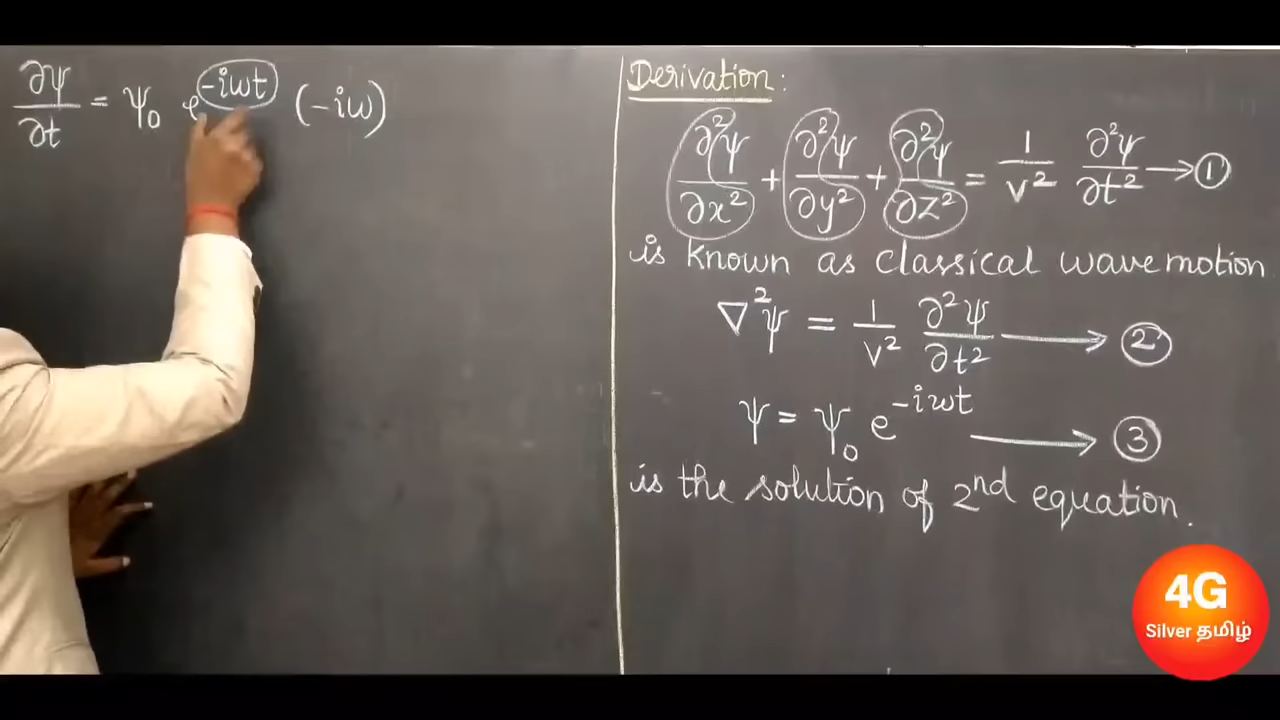 ∂ψ/∂t = ψ₀ e^(-iωt) (-iω)
Derivation:
∂²ψ/∂x² + ∂²ψ/∂y² + ∂²ψ/∂z² = 1/v² ∂²ψ/∂t² → ①
is known as classical wave motion
∇²ψ = 1/v² ∂²ψ/∂t² → ②
ψ = ψ₀ e^(-iωt) → ③
is the solution of 2nd equation.
4G
Silver தமிழ்